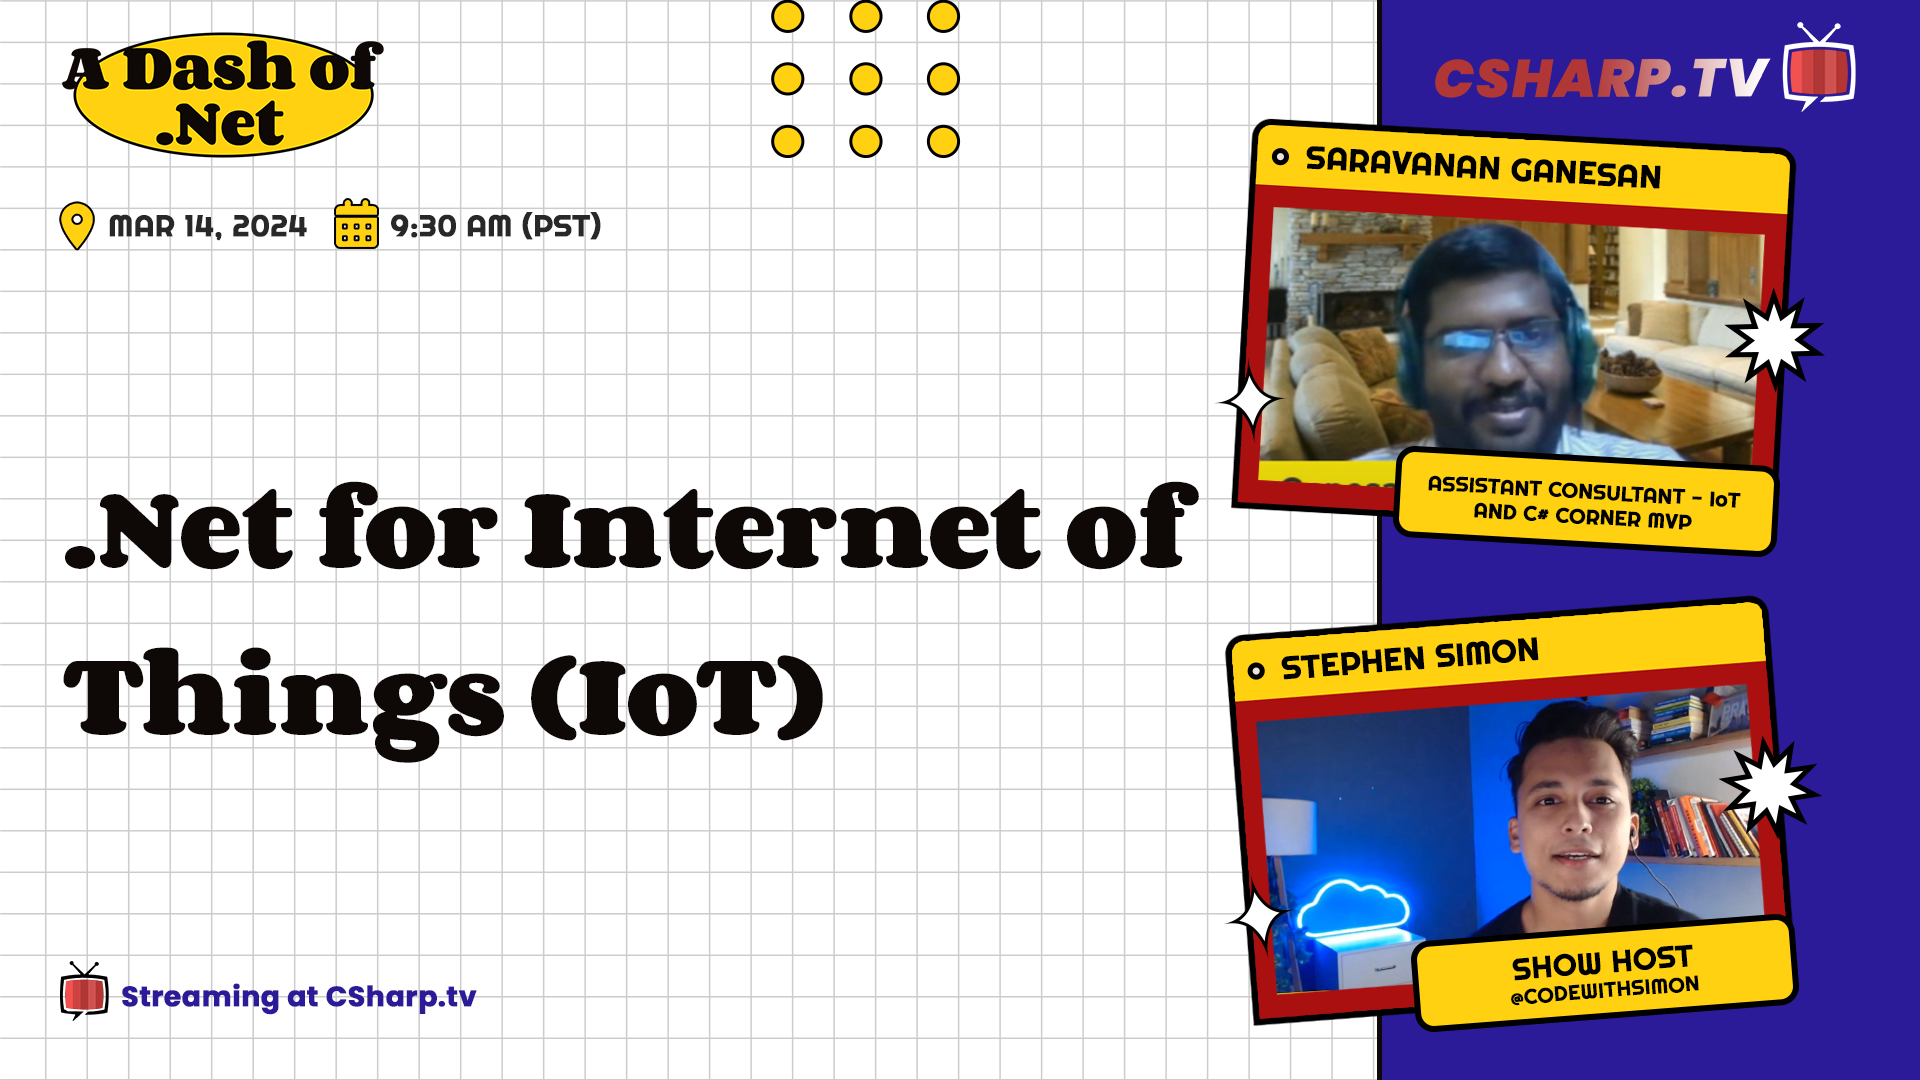 A Dash of
.Net
MAR 14, 2024 9:30 AM (PST)
.Net for Internet of
Things (IoT)
Streaming at CSharp.tv
CSHARP.TV
SARAVANAN GANESAN
ASSISTANT CONSULTANT - IoT
AND C# CORNER MVP
STEPHEN SIMON
SHOW HOST
@CODEWITHSIMON